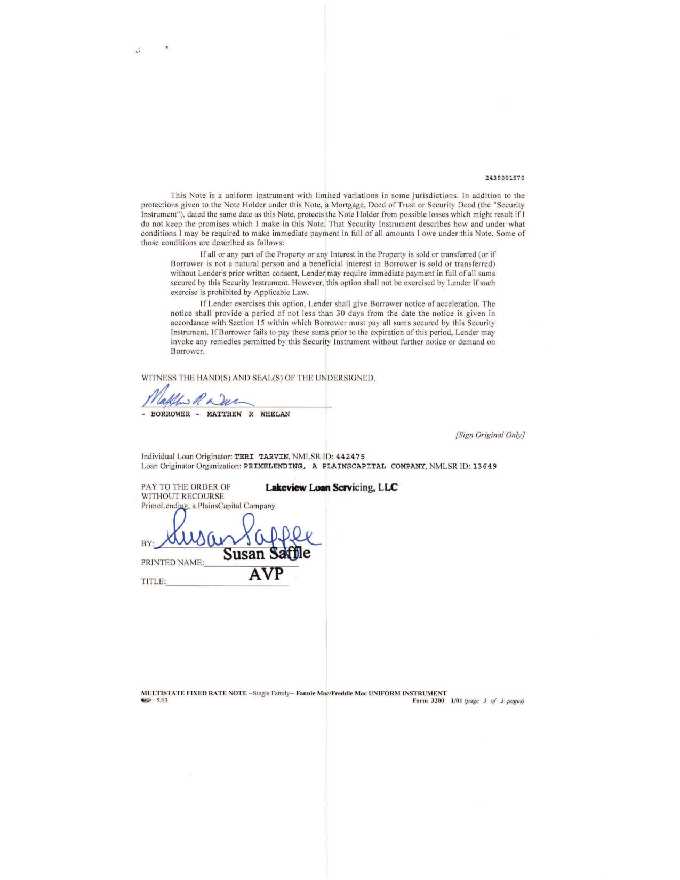 This Note is a uniform instrument with limited variations in some jurisdictions. In addition to the
protections given to the Note Holder under this Note, a Mortgage, Deed of Trust or Security Deed (the "Security
Instrument"), dated the same date as this Note, protects the Note Holder from possible losses which might result if I
do not keep the promises which I make in this Note. That Security Instrument describes how and under what
conditions I may be required to make immediate payment in full of all amounts I owe under this Note. Some of
those conditions are described as follows:
If all or any part of the Property or any Interest in the Property is sold or transferred (or if
Borrower is not a natural person and a beneficial interest in Borrower is sold or transferred)
without Lender's prior written consent, Lender may require immediate payment in full of all sums
secured by this Security Instrument. However, this option shall not be exercised by Lender if such
exercise is prohibited by Applicable Law.
If Lender exercises this option, Lender shall give Borrower notice of acceleration. The
notice shall provide a period of not less than 30 days from the date the notice is given in
accordance with Section 15 within which Borrower must pay all sums secured by this Security
Instrument. If Borrower fails to pay these sums prior to the expiration of this period, Lender may
invoke any remedies permitted by this Security Instrument without further notice or demand on
Borrower.
WITNESS THE HAND(S) AND SEAL(S) OF THE UNDERSIGNED.
- BORROWER - MATTHEW R WHELAN
[Sign Original Only]
Individual Loan Originator: TERI TARVIN, NMLSR ID: 442475
Loan Originator Organization: PRIMELENDING, A PLAINSCAPITAL COMPANY, NMLSR ID: 13649
PAY TO THE ORDER OF Lakeview Loan Servicing, LLC
WITHOUT RECOURSE
PrimeLending, a PlainsCapital Company
BY: Susan Saffle
Susan Saffle
PRINTED NAME:
AVP
TITLE:
MULTISTATE FIXED RATE NOTE --Single Family-- Fannie Mae/Freddie Mac UNIFORM INSTRUMENT
Form 3200 1/01 (page 3 of 3 pages)